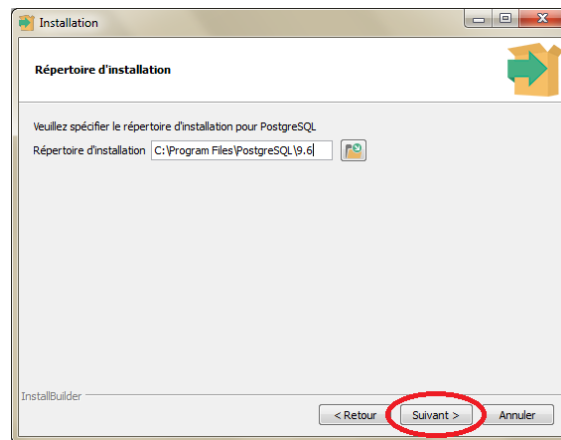 Installation
Répertoire d'installation
Veuillez spécifier le répertoire d'installation pour PostgreSQL
Répertoire d'installation C:\Program Files\PostgreSQL\9.6
InstallBuilder
< Retour Suivant > Annuler